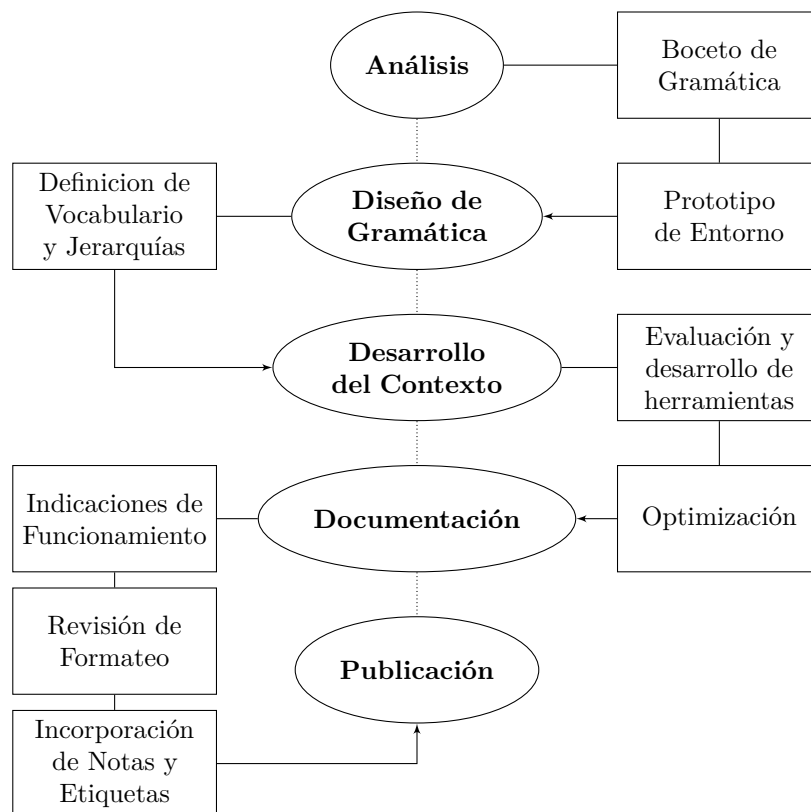 Análisis
Boceto de
Gramática
Definicion de
Vocabulario
y Jerarquías
Diseño de
Gramática
Prototipo
de Entorno
Desarrollo
del Contexto
Evaluación y
desarrollo de
herramientas
Indicaciones de
Funcionamiento
Documentación
Optimización
Revisión de
Formateo
Publicación
Incorporación
de Notas y
Etiquetas